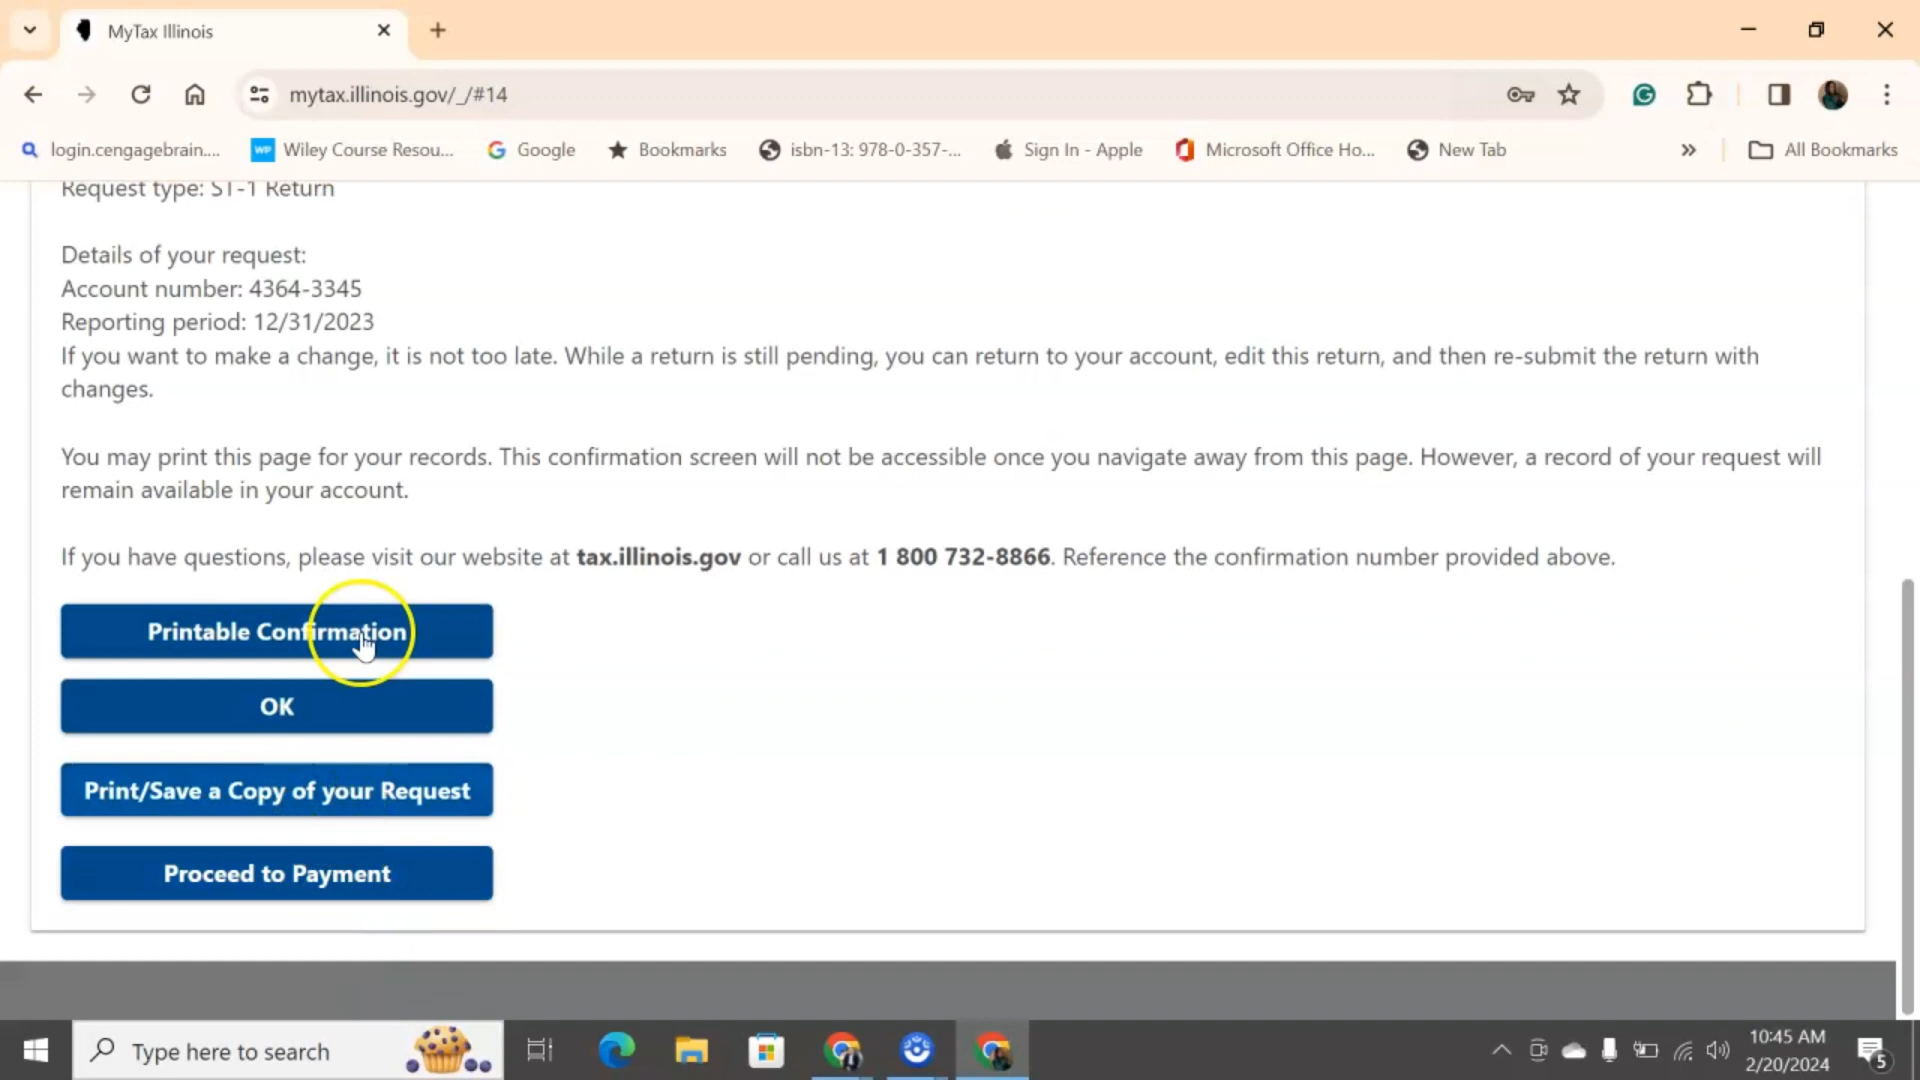 MyTax Illinois
mytax.illinois.gov/_/#14
login.cengagebrain.... Wiley Course Resou... Google Bookmarks isbn-13: 978-0-357-... Sign In - Apple Microsoft Office Ho... New Tab » All Bookmarks
Request type: ST-1 Return
Details of your request:
Account number: 4364-3345
Reporting period: 12/31/2023
If you want to make a change, it is not too late. While a return is still pending, you can return to your account, edit this return, and then re-submit the return with
changes.
You may print this page for your records. This confirmation screen will not be accessible once you navigate away from this page. However, a record of your request will
remain available in your account.
If you have questions, please visit our website at tax.illinois.gov or call us at 1 800 732-8866. Reference the confirmation number provided above.
Printable Confirmation
OK
Print/Save a Copy of your Request
Proceed to Payment
Type here to search
10:45 AM
2/20/2024
5